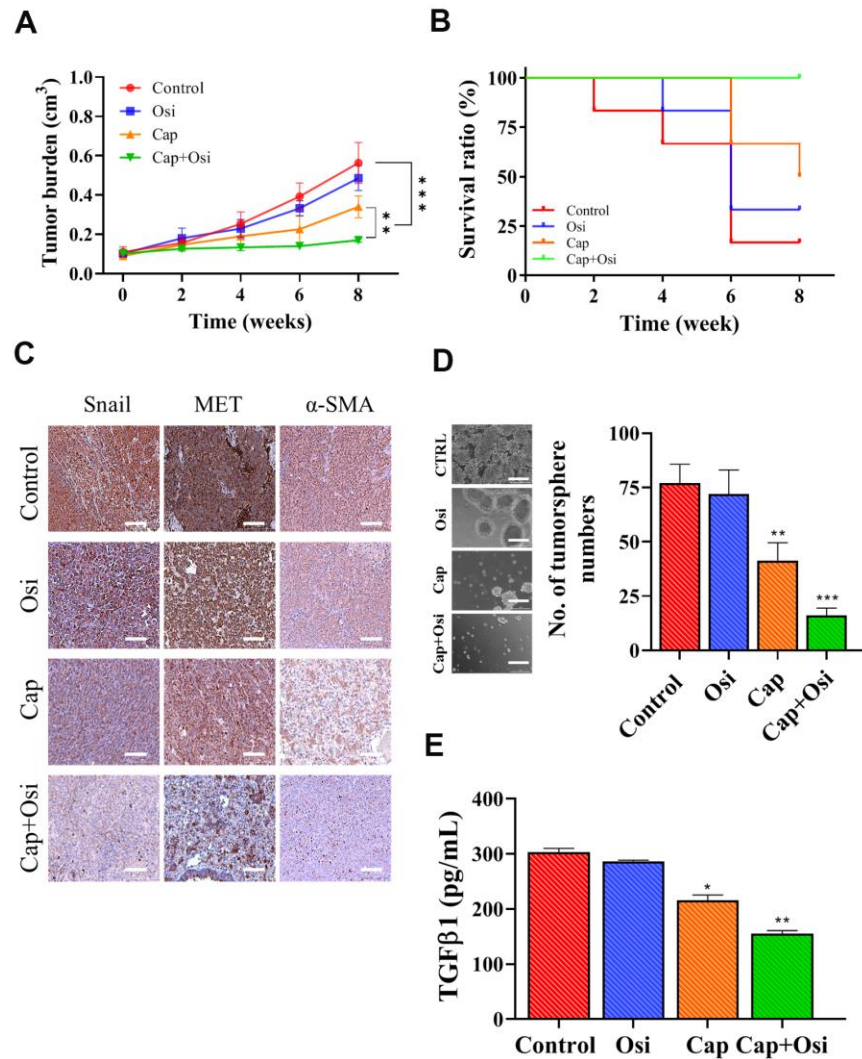 A
Tumor burden (cm³)
1.0
0.8
0.6
0.4
0.2
0.0
Control
Osi
Cap
Cap+Osi
***
**
0 2 4 6 8
Time (weeks)
B
Survival ratio (%)
100
75
50
25
0
Control
Osi
Cap
Cap+Osi
0 2 4 6 8
Time (week)
C
Snail MET α-SMA
Control
Osi
Cap
Cap+Osi
D
CTRL
Osi
Cap
Cap+Osi
No. of tumorsphere
numbers
100
75
50
25
0
**
***
Control Osi Cap Cap+Osi
E
TGFβ1 (pg/mL)
400
300
200
100
0
*
**
Control Osi Cap Cap+Osi